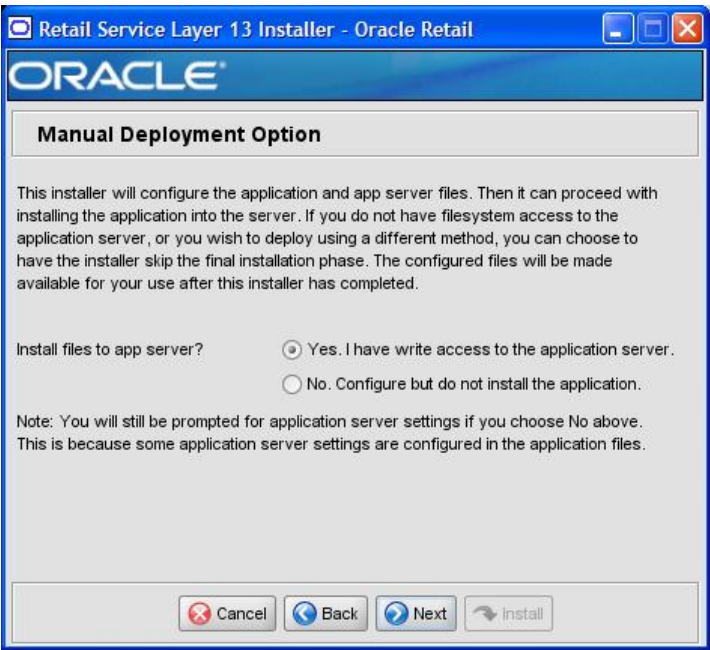 Retail Service Layer 13 Installer - Oracle Retail
ORACLE
Manual Deployment Option
This installer will configure the application and app server files. Then it can proceed with
installing the application into the server. If you do not have filesystem access to the
application server, or you wish to deploy using a different method, you can choose to
have the installer skip the final installation phase. The configured files will be made
available for your use after this installer has completed.
Install files to app server? Yes. I have write access to the application server.
No. Configure but do not install the application.
Note: You will still be prompted for application server settings if you choose No above.
This is because some application server settings are configured in the application files.
Cancel Back Next Install